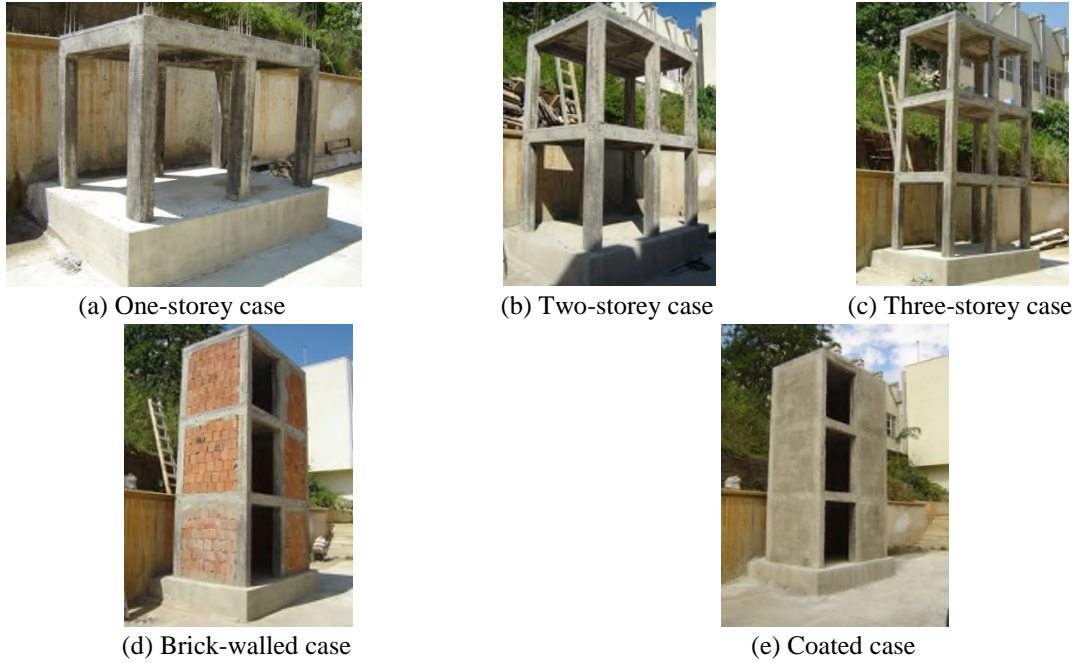 (a) One-storey case
(b) Two-storey case
(c) Three-storey case
(d) Brick-walled case
(e) Coated case